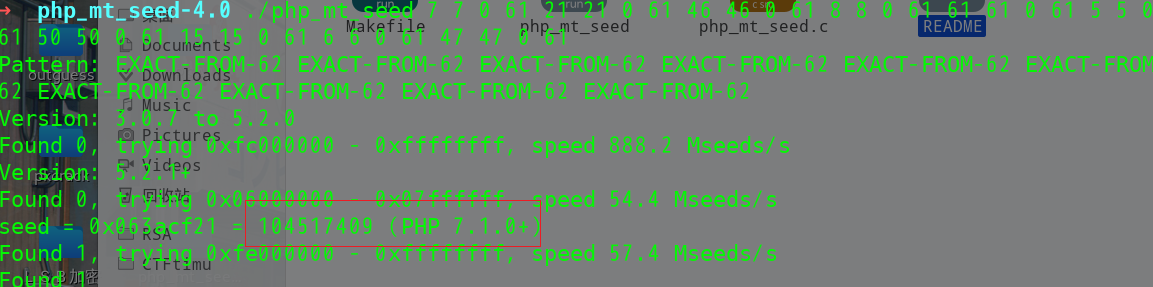 ➜  php_mt_seed-4.0 ./php_mt_seed 7 7 0 61 21 21 0 61 46 46 0 61 8 8 0 61 61 61 0 61 5 5 0
61 50 50 0 61 15 15 0 61 6 6 0 61 47 47 0 61
Makefile php_mt_seed php_mt_seed.c README
Documents
Pattern: EXACT-FROM-62 EXACT-FROM-62 EXACT-FROM-62 EXACT-FROM-62 EXACT-FROM-62 EXACT-FROM-
62 EXACT-FROM-62 EXACT-FROM-62 EXACT-FROM-62 EXACT-FROM-62
outguess
Downloads
Music
Version: 3.0.7 to 5.2.0
Pictures
Found 0, trying 0xfc000000 - 0xffffffff, speed 888.2 Mseeds/s
Videos
Version: 5.2.1+
回收站
Found 0, trying 0x06000000 - 0x07ffffff, speed 54.4 Mseeds/s
seed = 0x063acf21 = 104517409 (PHP 7.1.0+)
RSA
Found 1, trying 0xfe000000 - 0xffffffff, speed 57.4 Mseeds/s
CTFtimu
Found 1
加密